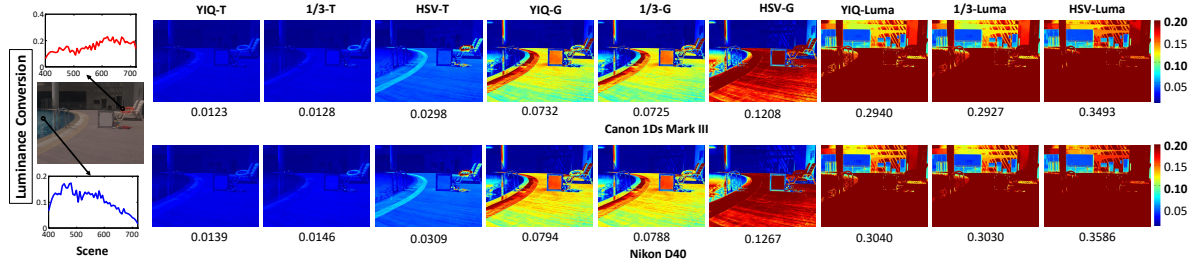 YIQ-T 1/3-T HSV-T YIQ-G 1/3-G HSV-G YIQ-Luma 1/3-Luma HSV-Luma
0.4
0.2
0
400 500 600 700
0.20
0.15
0.10
0.05
0.0123 0.0128 0.0298 0.0732 0.0725 0.1208 0.2940 0.2927 0.3493
Canon 1Ds Mark III
Luminance Conversion
0.2
0.1
0
400 500 600 700
Scene
0.20
0.15
0.10
0.05
0.0139 0.0146 0.0309 0.0794 0.0788 0.1267 0.3040 0.3030 0.3586
Nikon D40